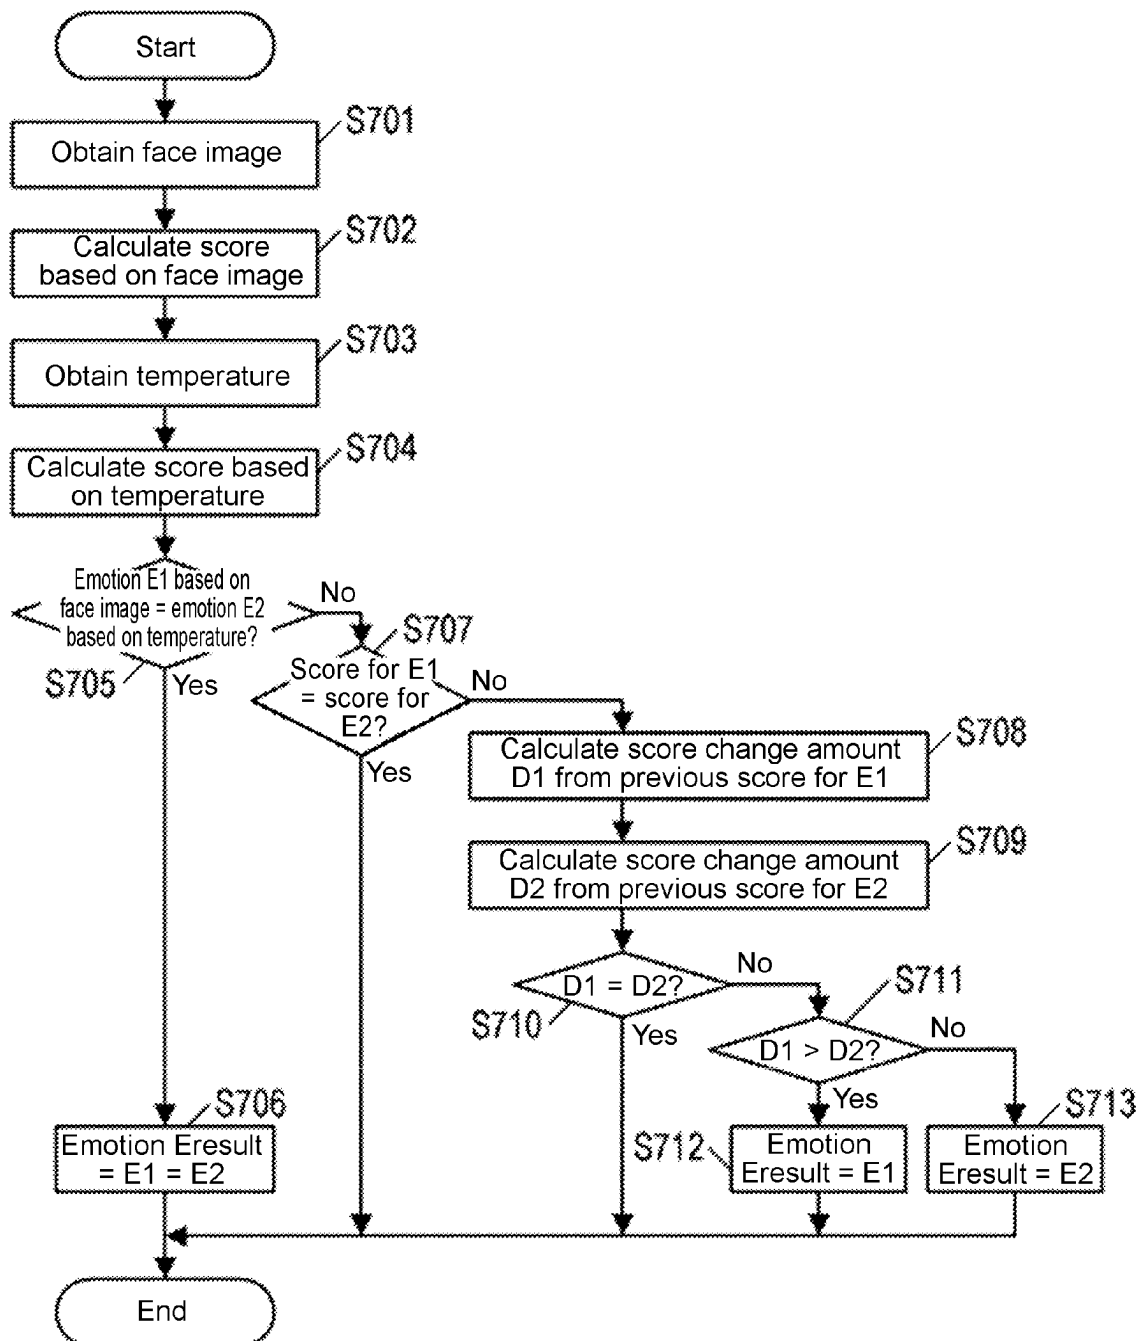 Start
S701
Obtain face image
S702
Calculate score
based on face image
S703
Obtain temperature
S704
Calculate score based
on temperature
Emotion E1 based on
face image = emotion E2
based on temperature?
No
S705
Yes
S707
Score for E1
= score for
E2?
No
Yes
S708
Calculate score change amount
D1 from previous score for E1
S709
Calculate score change amount
D2 from previous score for E2
D1 = D2?
No
S710
Yes
S711
D1 > D2?
No
Yes
S706
Emotion Eresult
= E1 = E2
S712
Emotion
Eresult = E1
S713
Emotion
Eresult = E2
End